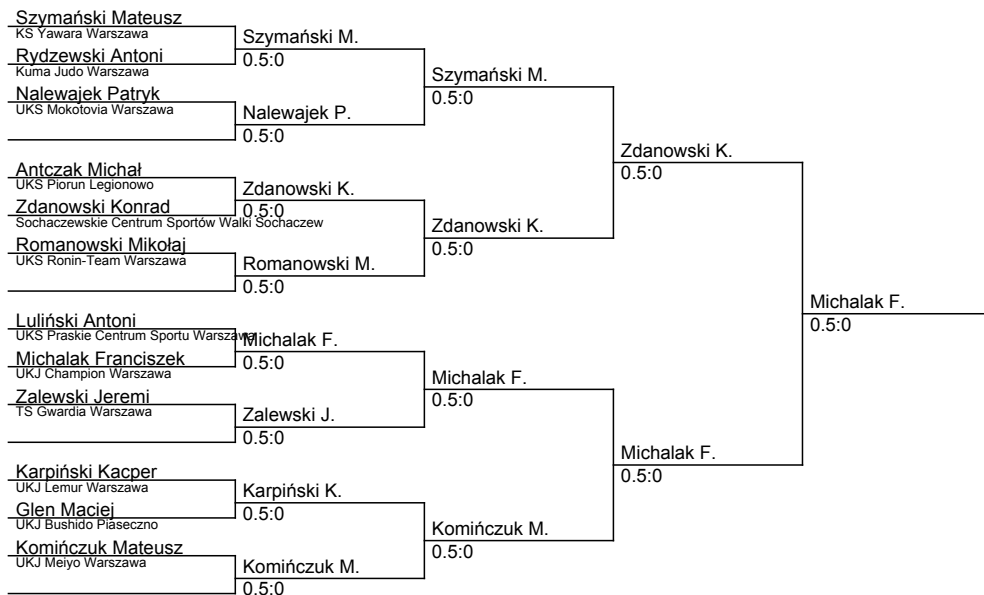 Szymański Mateusz
KS Yawara Warszawa
Rydzewski Antoni
Kuma Judo Warszawa
Nalewajek Patryk
UKS Mokotovia Warszawa
Antczak Michał
UKS Piorun Legionowo
Zdanowski Konrad
Sochaczewskie Centrum Sportów Walki Sochaczew
Romanowski Mikołaj
UKS Ronin-Team Warszawa
Luliński Antoni
UKS Praskie Centrum Sportu Warszawa
Michalak Franciszek
UKJ Champion Warszawa
Zalewski Jeremi
TS Gwardia Warszawa
Karpiński Kacper
UKJ Lemur Warszawa
Glen Maciej
UKJ Bushido Piaseczno
Komińczuk Mateusz
UKJ Meiyo Warszawa
Szymański M.
0.5:0
Nalewajek P.
0.5:0
Zdanowski K.
0.5:0
Romanowski M.
0.5:0
Michalak F.
0.5:0
Zalewski J.
0.5:0
Karpiński K.
0.5:0
Komińczuk M.
0.5:0
Szymański M.
0.5:0
Zdanowski K.
0.5:0
Michalak F.
0.5:0
Komińczuk M.
0.5:0
Zdanowski K.
0.5:0
Michalak F.
0.5:0
Michalak F.
0.5:0